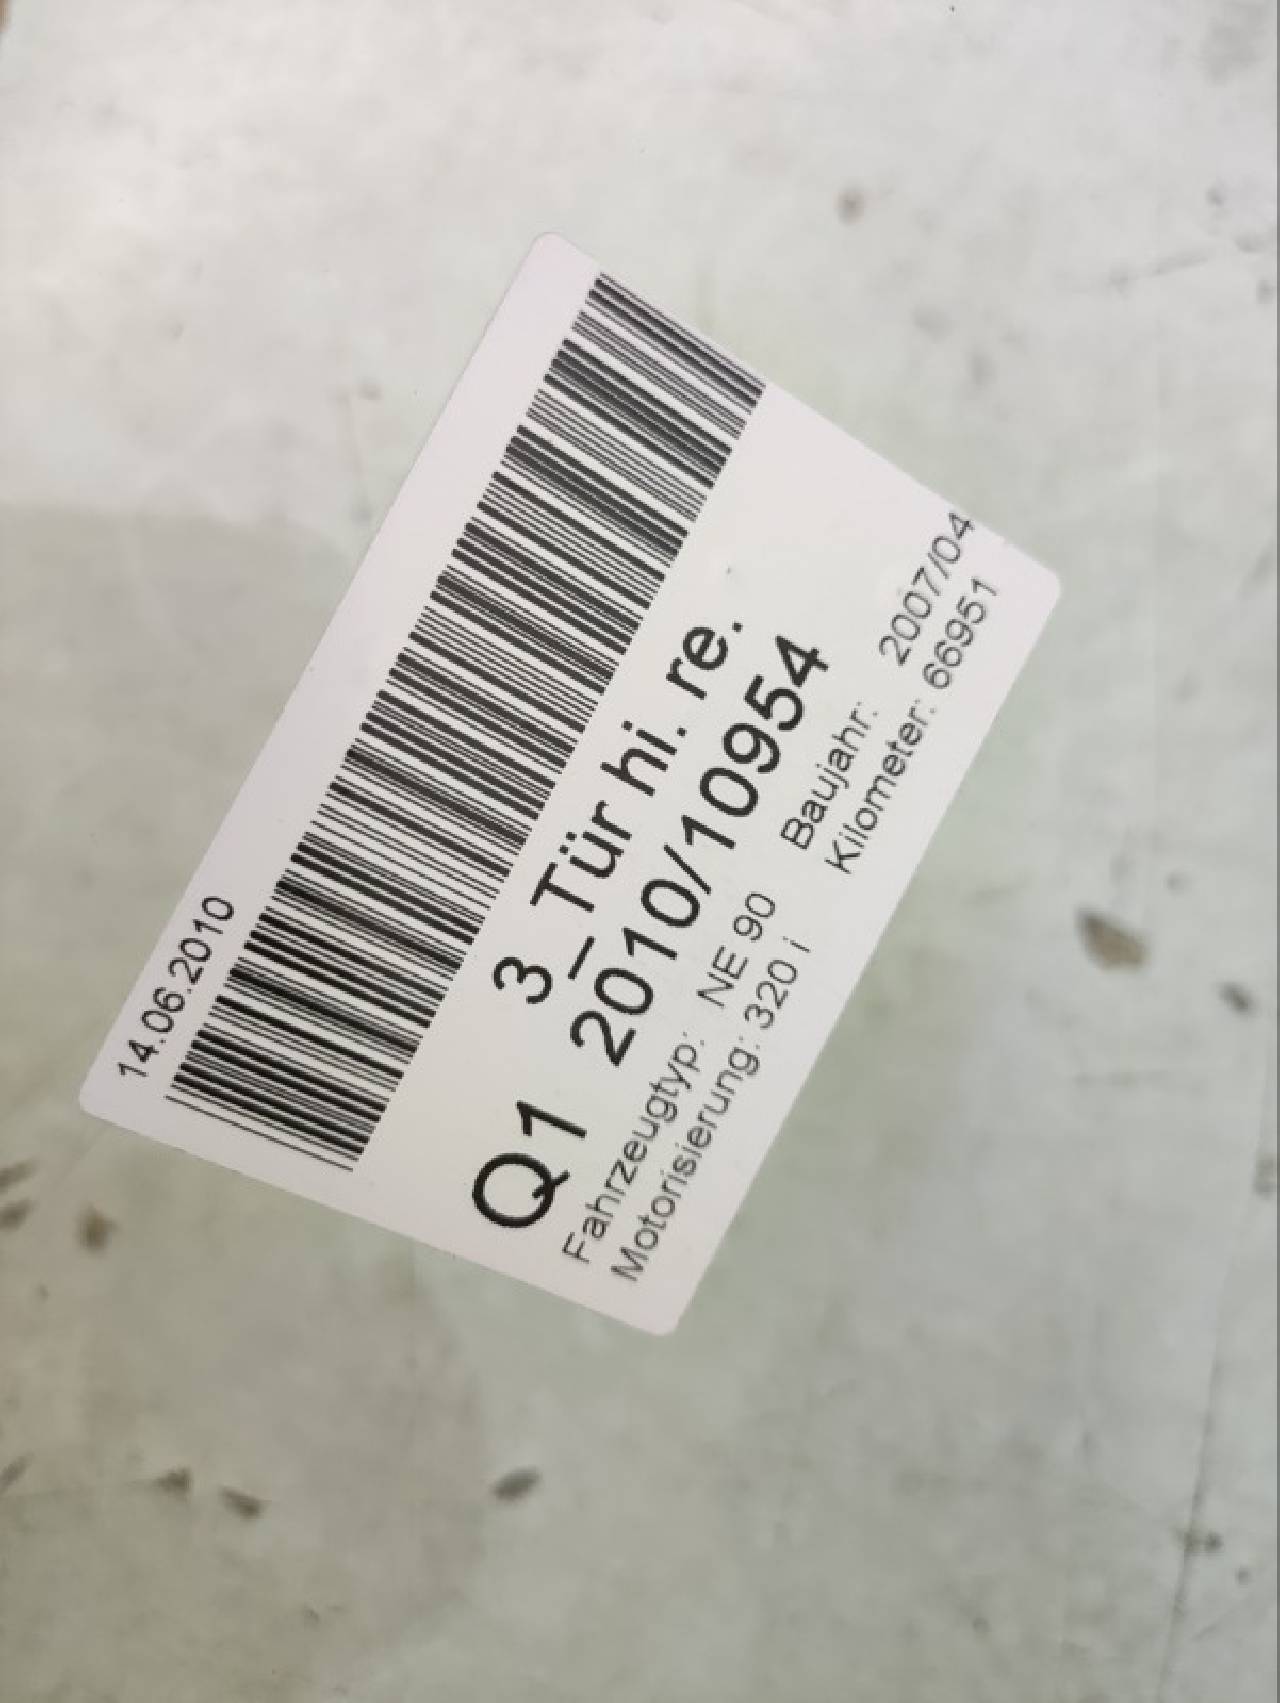 14.06.2010
Q1 3_Tür hi. re.
2010/10954
Fahrzeugtyp: NE 90 Baujahr: 2007/04
Motorisierung: 320 i Kilometer: 66951